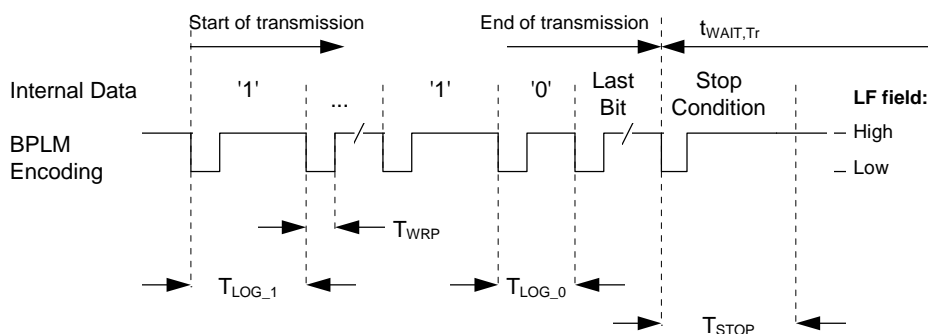 Start of transmission
End of transmission
tWAIT,Tr
Internal Data
'1'
...
'1'
'0'
Last
Bit
Stop
Condition
LF field:
BPLM
Encoding
High
Low
TWRP
TLOG_1
TLOG_0
TSTOP